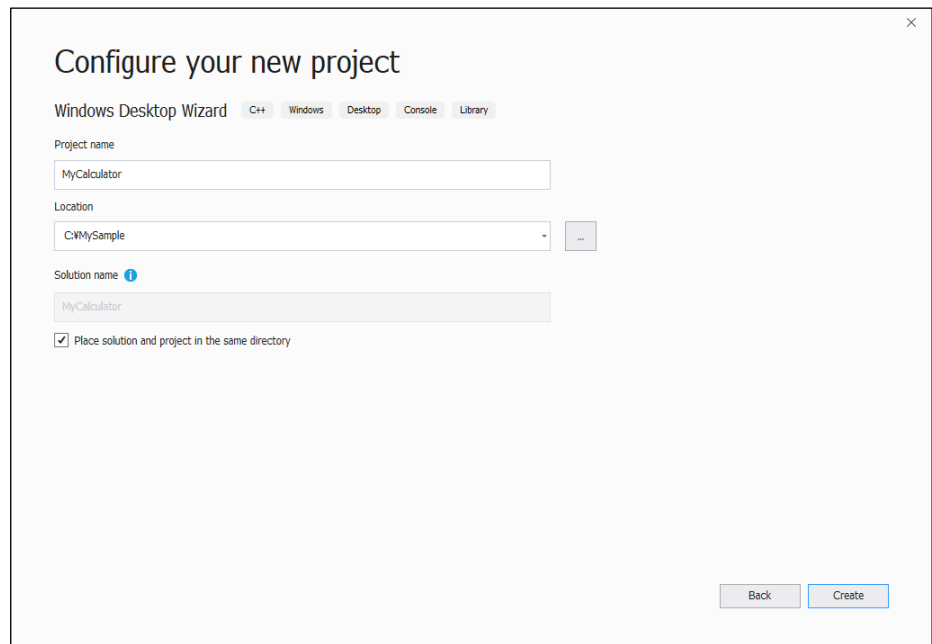 Configure your new project
Windows Desktop Wizard C++ Windows Desktop Console Library
Project name
MyCalculator
Location
C:¥MySample
...
Solution name
MyCalculator
Place solution and project in the same directory
Back Create